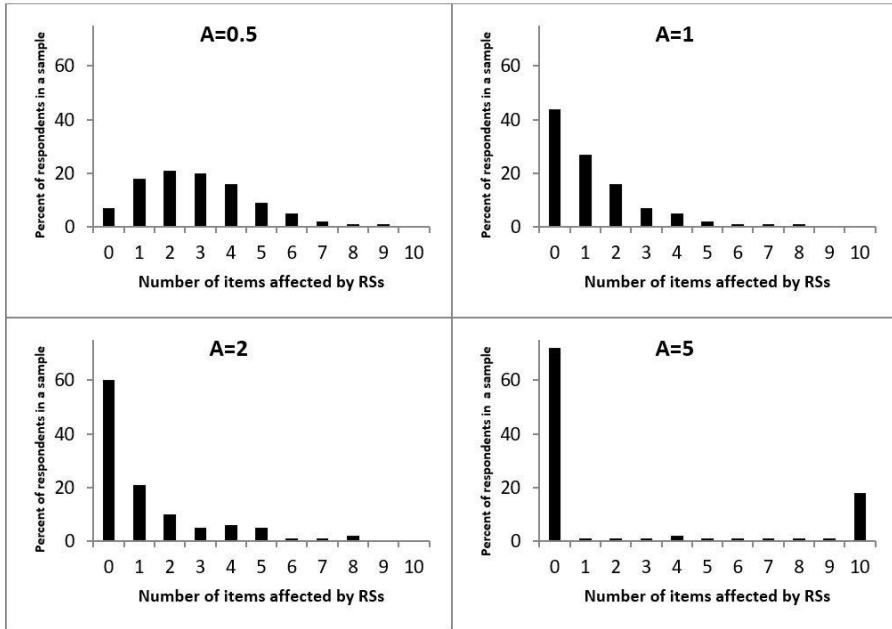 A=0.5
Percent of respondents in a sample
60
40
20
0
0 1 2 3 4 5 6 7 8 9 10
Number of items affected by RSs
A=1
Percent of respondents in a sample
60
40
20
0
0 1 2 3 4 5 6 7 8 9 10
Number of items affected by RSs
A=2
Percent of respondents in a sample
60
40
20
0
0 1 2 3 4 5 6 7 8 9 10
Number of items affected by RSs
A=5
Percent of respondents in a sample
60
40
20
0
0 1 2 3 4 5 6 7 8 9 10
Number of items affected by RSs